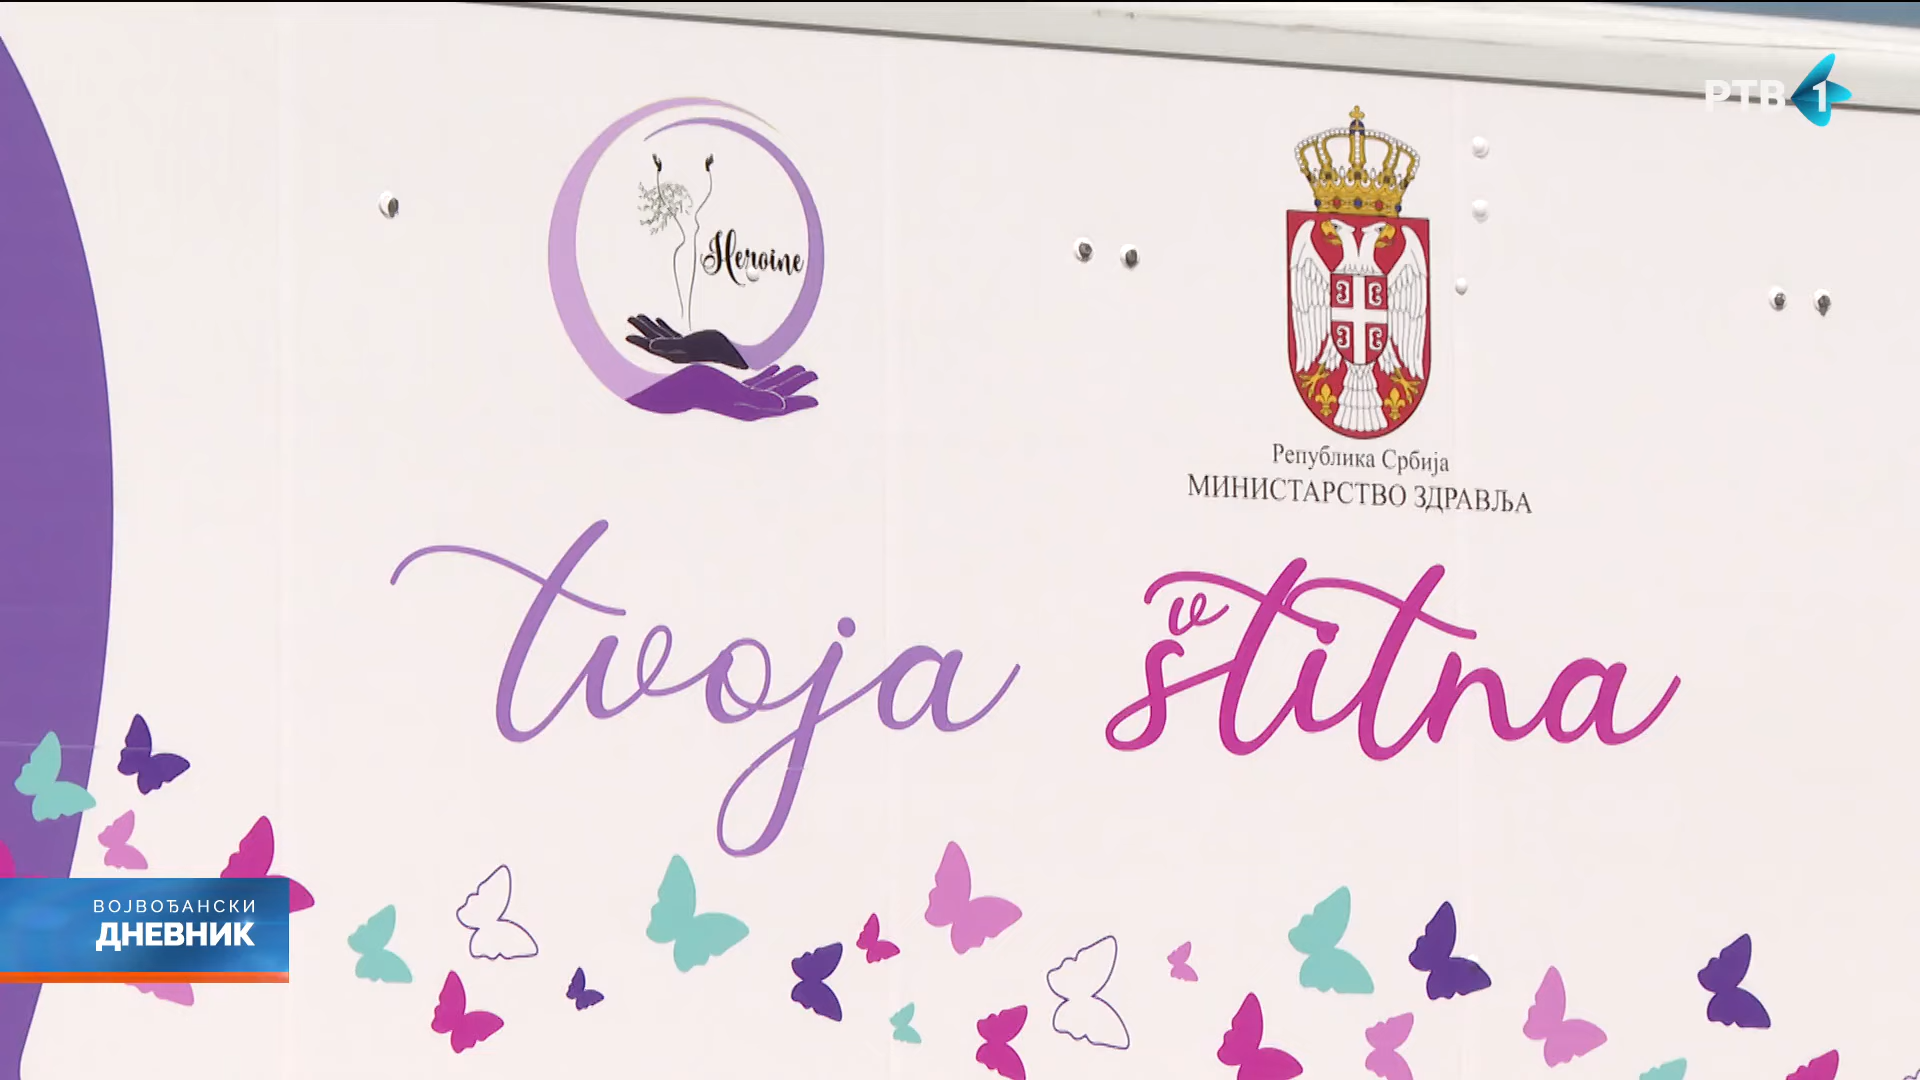 РТВ 1
Heroine
Република Србија
МИНИСТАРСТВО ЗДРАВЉА
tvoja štitna
ВОЈВОЂАНСКИ
ДНЕВНИК